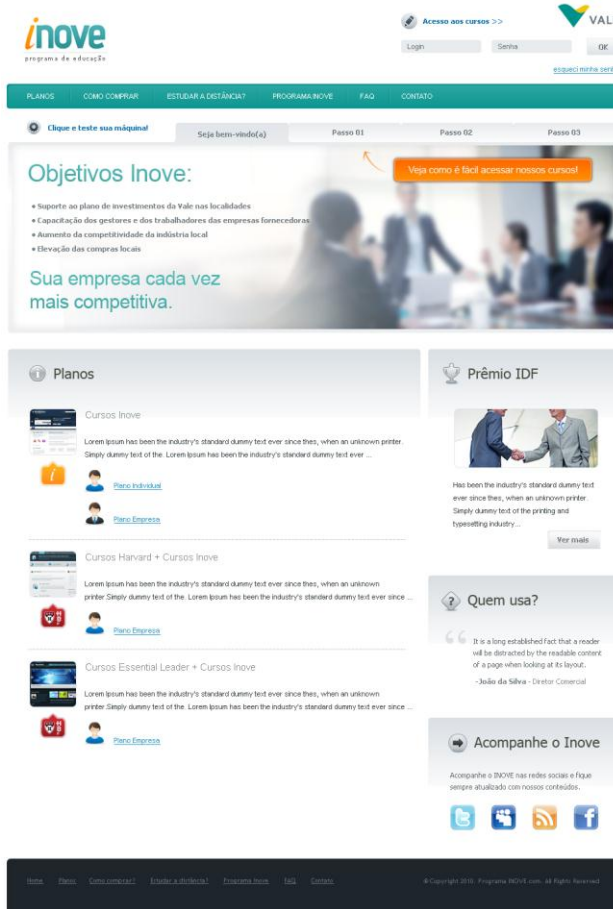 inove
programa de educação
Acesso aos cursos >>
VAL
Login
Senha
OK
esqueci minha sen
PLANOS COMO COMPRAR ESTUDAR A DISTÂNCIA? PROGRAMA INOVE FAQ CONTATO
Clique e teste sua máquina!
Seja bem-vindo(a)
Passo 01
Passo 02
Passo 03
Veja como é fácil acessar nossos cursos!
Objetivos Inove:
• Suporte ao plano de investimentos da Vale nas localidades
• Capacitação dos gestores e dos trabalhadores das empresas fornecedoras
• Aumento da competitividade da indústria local
• Elevação das compras locais
Sua empresa cada vez
mais competitiva.
Planos
Cursos Inove
Lorem Ipsum has been the industry's standard dummy text ever since thes, when an unknown printer.
Simply dummy text of the. Lorem Ipsum has been the industry's standard dummy text ever ...
Plano Individual
Plano Empresa
Cursos Harvard + Cursos Inove
Lorem Ipsum has been the industry's standard dummy text ever since thes, when an unknown
printer.Simply dummy text of the. Lorem Ipsum has been the industry's standard dummy text ever since ...
Plano Empresa
Cursos Essential Leader + Cursos Inove
Lorem Ipsum has been the industry's standard dummy text ever since thes, when an unknown
printer.Simply dummy text of the. Lorem Ipsum has been the industry's standard dummy text ever since ...
Plano Empresa
Prêmio IDF
Has been the industry's standard dummy text
ever since thes, when an unknown printer.
Simply dummy text of the printing and
typesetting industry...
Ver mais
Quem usa?
It is a long established fact that a reader
will be distracted by the readable content
of a page when looking at its layout.
- João da Silva - Diretor Comercial
Acompanhe o Inove
Acompanhe o INOVE nas redes sociais e fique
sempre atualizado com nossos conteúdos.
Home Planos Como comprar? Estudar a distância? Programa Inove FAQ Contato
© Copyright 2010. Programa INOVE.com. All Rights Reserved